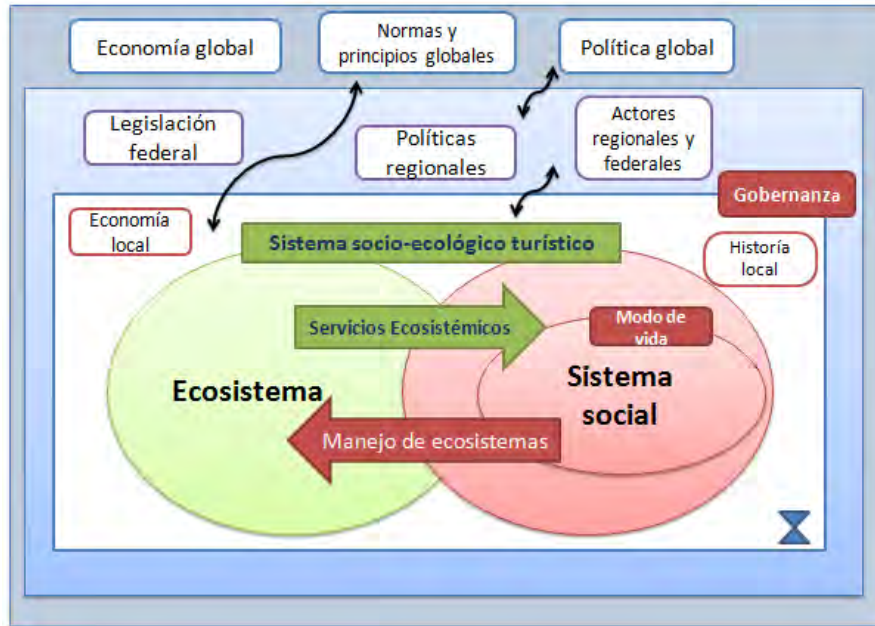 Economía global
Normas y
principios globales
Política global
Legislación
federal
Políticas
regionales
Actores
regionales y
federales
Gobernanza
Economía
local
Sistema socio-ecológico turístico
Historía
local
Servicios Ecosistémicos
Modo de
vida
Ecosistema
Sistema
social
Manejo de ecosistemas